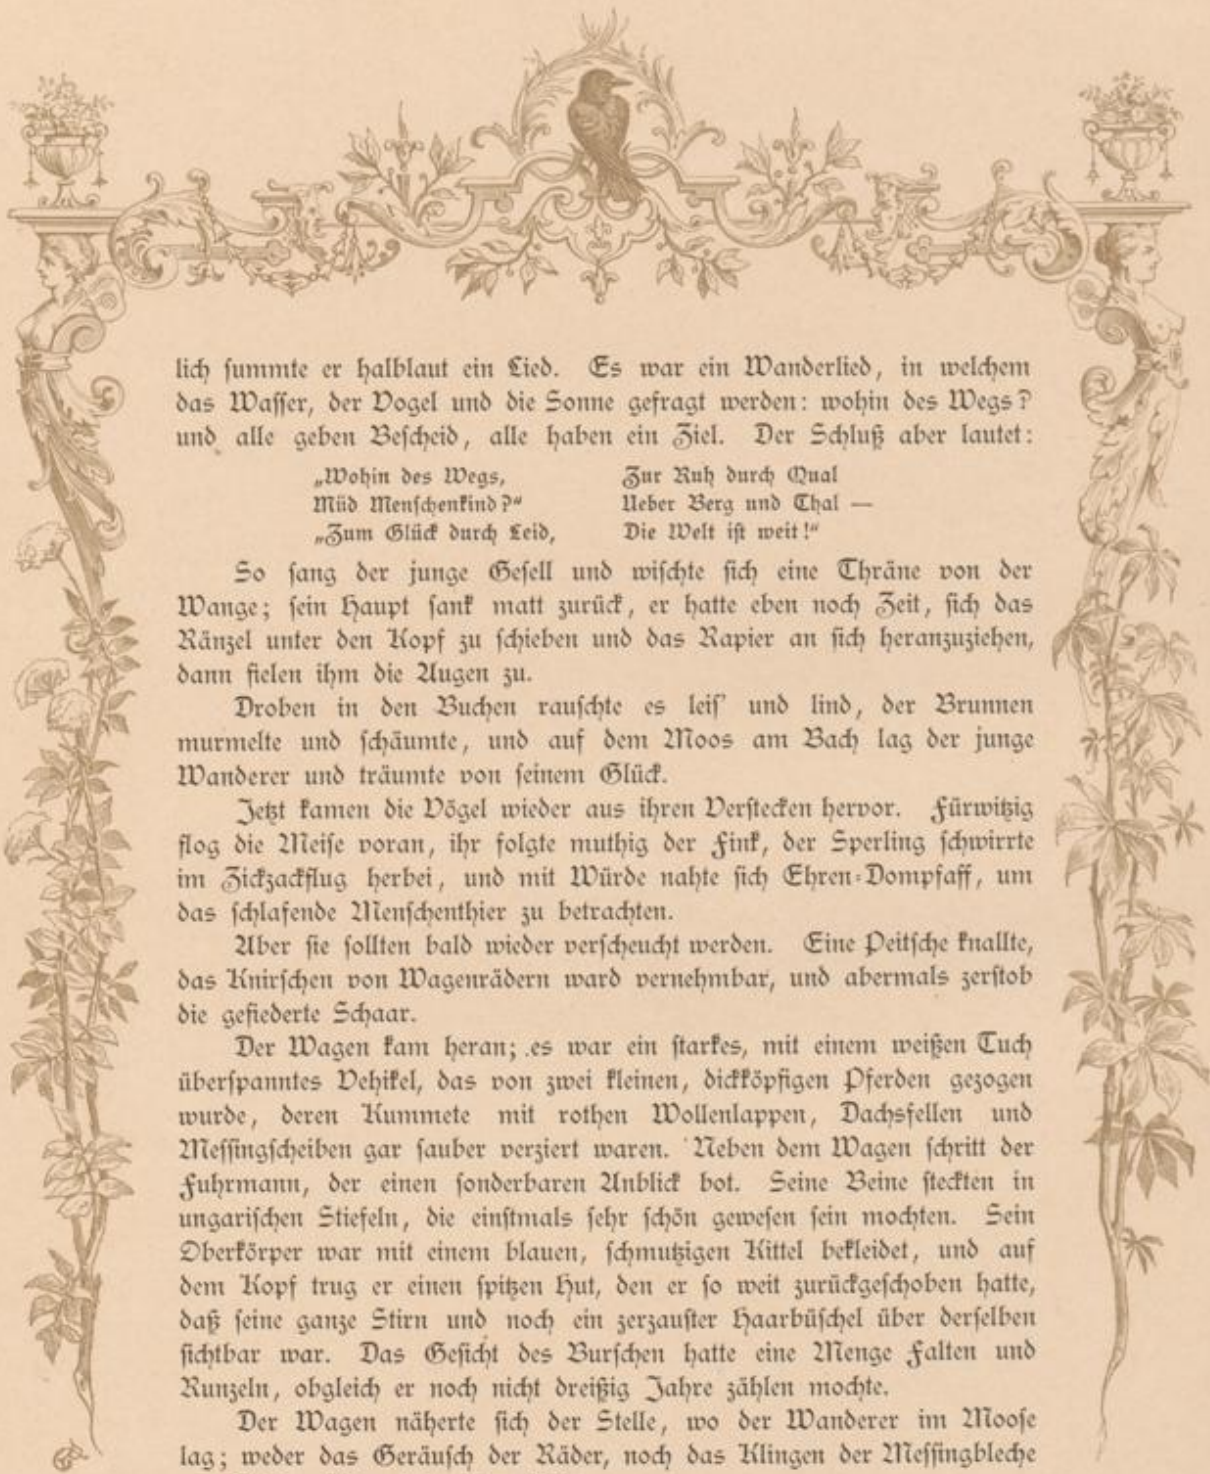 lich summte er halblaut ein Lied. Es war ein Wanderlied, in welchem
das Wasser, der Vogel und die Sonne gefragt werden: wohin des Wegs?
und alle geben Bescheid, alle haben ein Ziel. Der Schluß aber lautet:
„Wohin des Wegs,
Müd Menschenkind?“
„Zum Glück durch Leid,
Zur Ruh durch Qual
Ueber Berg und Thal —
Die Welt ist weit!“
So sang der junge Gesell und wischte sich eine Thräne von der
Wange; sein Haupt sank matt zurück, er hatte eben noch Zeit, sich das
Ränzel unter den Kopf zu schieben und das Rapier an sich heranzuziehen,
dann fielen ihm die Augen zu.
Droben in den Buchen rauschte es leis' und lind, der Brunnen
murmelte und schäumte, und auf dem Moos am Bach lag der junge
Wanderer und träumte von seinem Glück.
Jetzt kamen die Vögel wieder aus ihren Verstecken hervor. Fürwitzig
flog die Meise voran, ihr folgte muthig der Fink, der Sperling schwirrte
im Zickzackflug herbei, und mit Würde nahte sich Ehren-Dompfaff, um
das schlafende Menschenthier zu betrachten.
Aber sie sollten bald wieder verscheucht werden. Eine Peitsche knallte,
das Knirschen von Wagenrädern ward vernehmbar, und abermals zerstob
die gefiederte Schaar.
Der Wagen kam heran; es war ein starkes, mit einem weißen Tuch
überspanntes Vehikel, das von zwei kleinen, dickköpfigen Pferden gezogen
wurde, deren Kummete mit rothen Wollenlappen, Dachsfellen und
Messingscheiben gar sauber verziert waren. Neben dem Wagen schritt der
Fuhrmann, der einen sonderbaren Anblick bot. Seine Beine steckten in
ungarischen Stiefeln, die einstmals sehr schön gewesen sein mochten. Sein
Oberkörper war mit einem blauen, schmutzigen Kittel bekleidet, und auf
dem Kopf trug er einen spitzen Hut, den er so weit zurückgeschoben hatte,
daß seine ganze Stirn und noch ein zerzauster Haarbüschel über derselben
sichtbar war. Das Gesicht des Burschen hatte eine Menge Falten und
Runzeln, obgleich er noch nicht dreißig Jahre zählen mochte.
Der Wagen näherte sich der Stelle, wo der Wanderer im Moose
lag; weder das Geräusch der Räder, noch das Klingen der Messingbleche